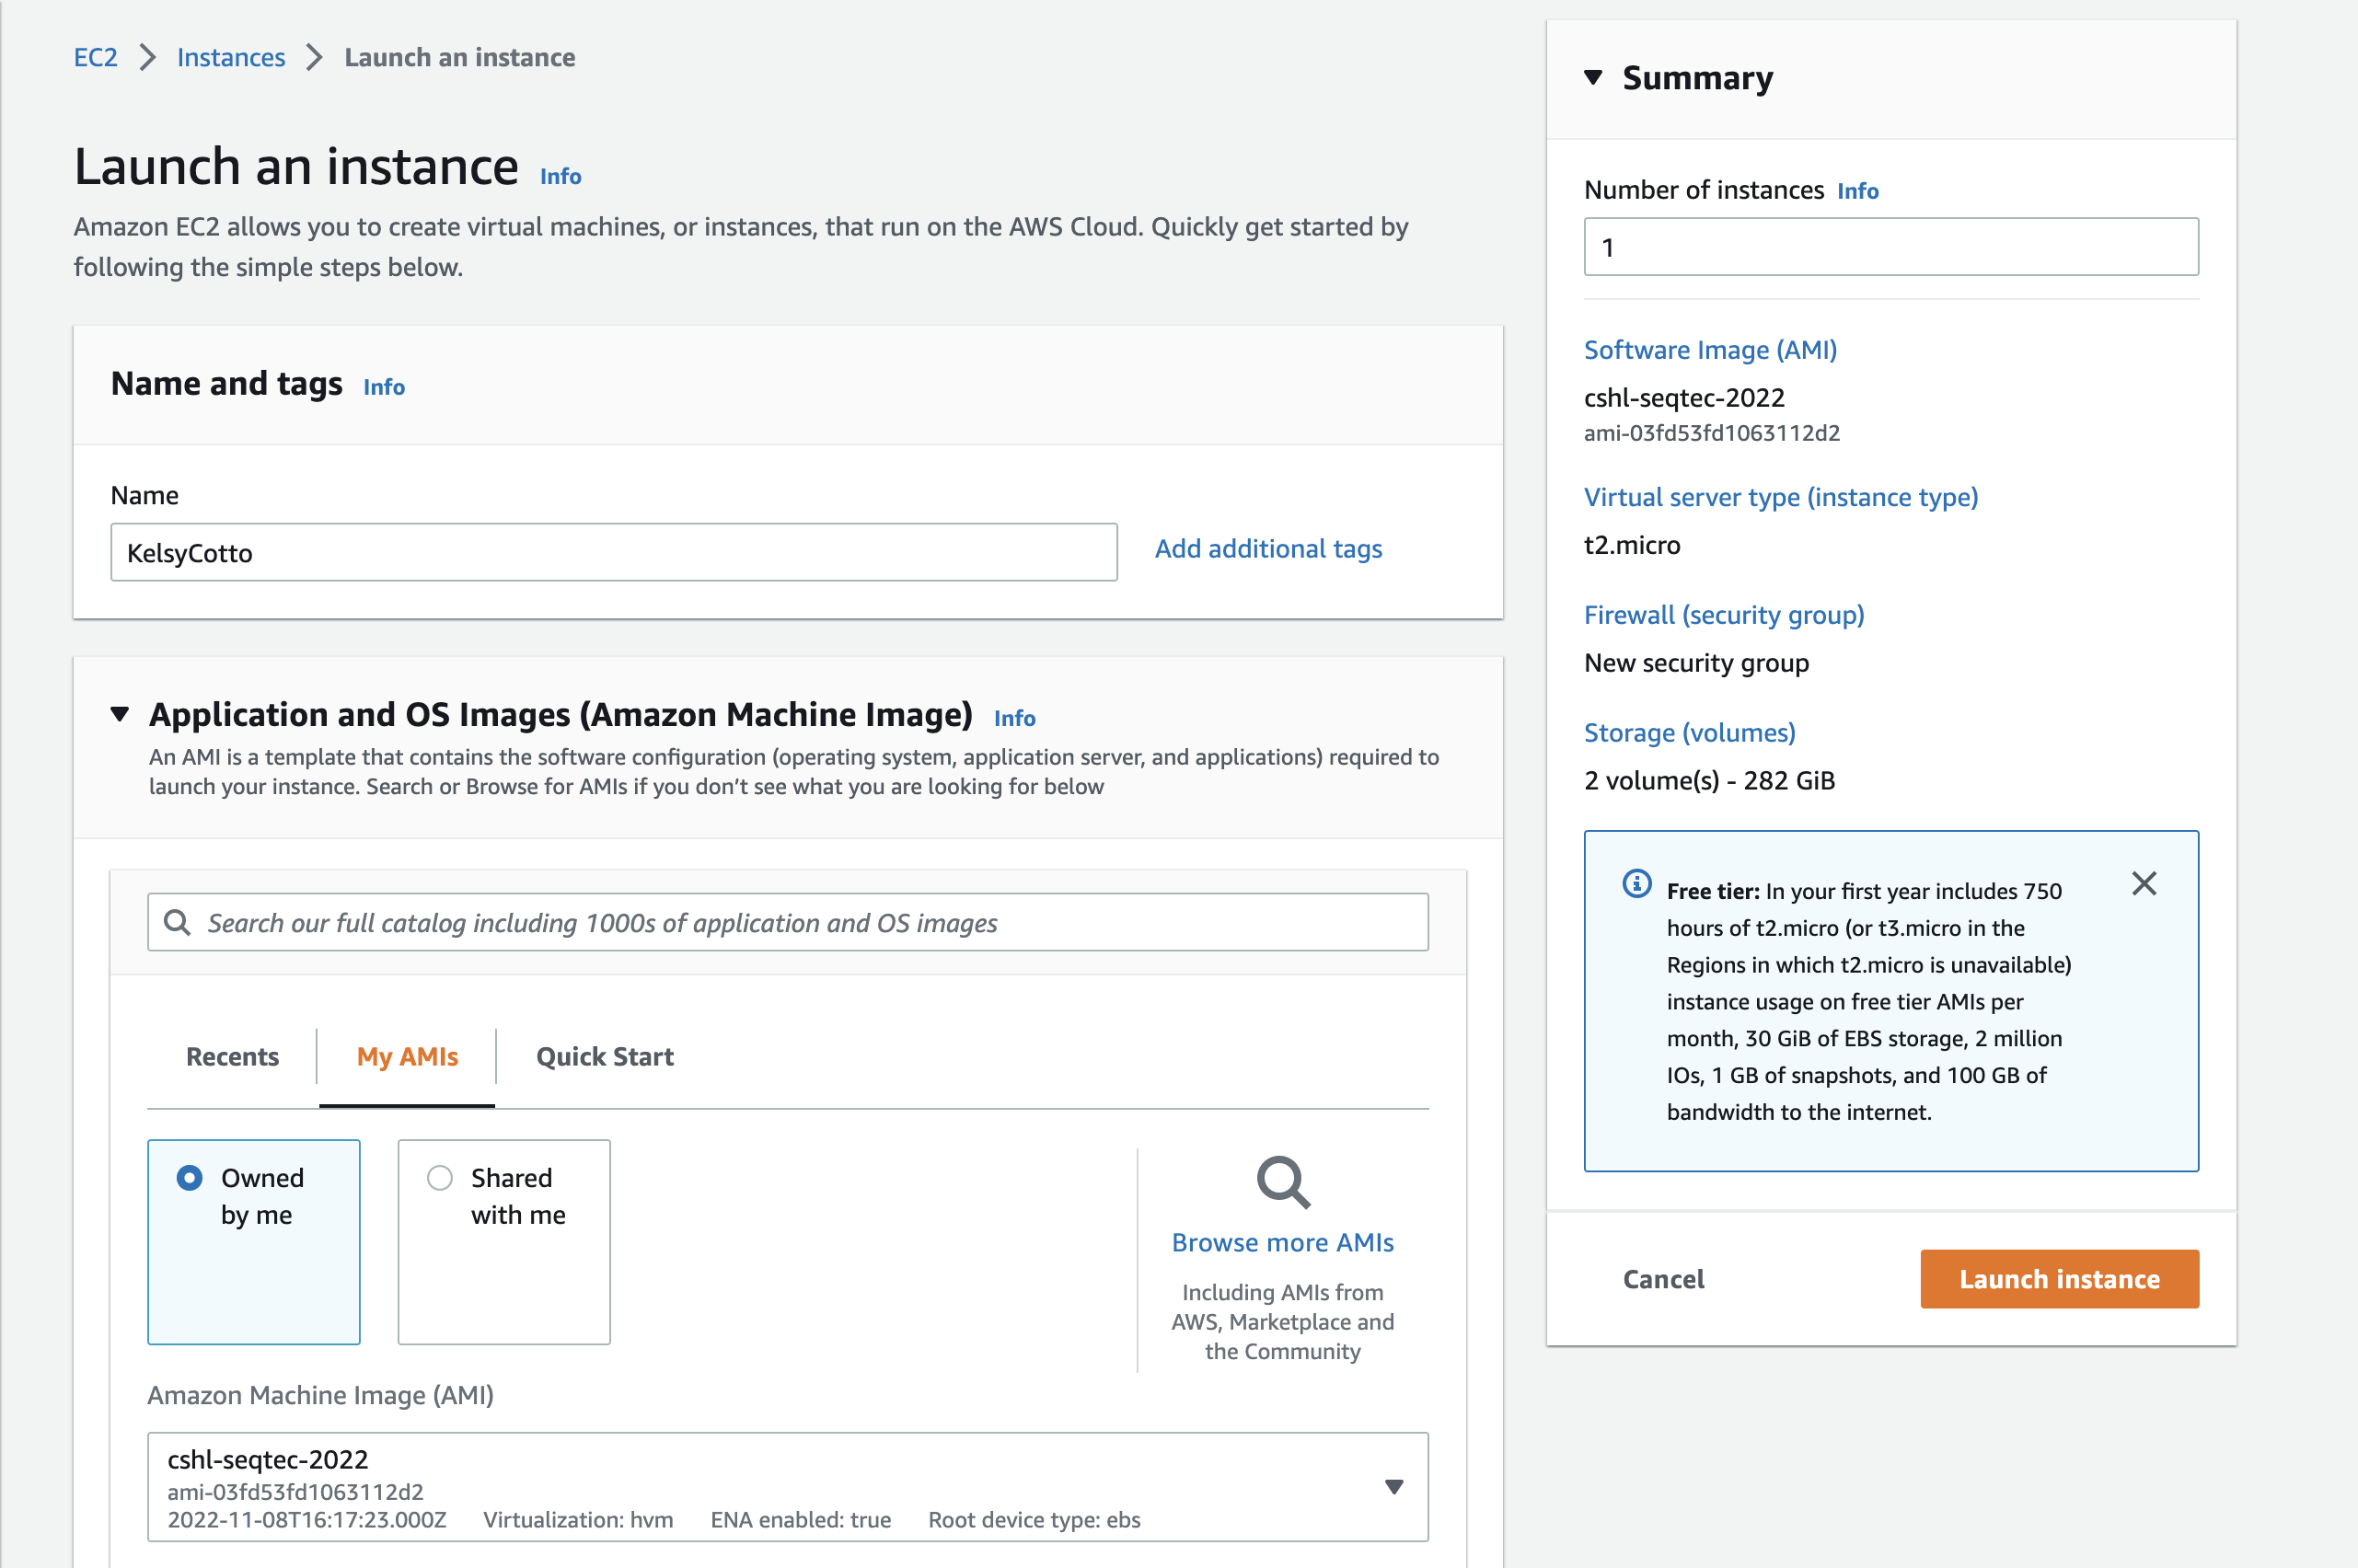 EC2 > Instances > Launch an instance
Launch an instance Info
Amazon EC2 allows you to create virtual machines, or instances, that run on the AWS Cloud. Quickly get started by
following the simple steps below.
Name and tags Info
Name
KelsyCotto
Add additional tags
Application and OS Images (Amazon Machine Image) Info
An AMI is a template that contains the software configuration (operating system, application server, and applications) required to
launch your instance. Search or Browse for AMIs if you don’t see what you are looking for below
Search our full catalog including 1000s of application and OS images
Recents
My AMIs
Quick Start
Owned
by me
Shared
with me
Browse more AMIs
Including AMIs from
AWS, Marketplace and
the Community
Amazon Machine Image (AMI)
cshl-seqtec-2022
ami-03fd53fd1063112d2
2022-11-08T16:17:23.000Z Virtualization: hvm ENA enabled: true Root device type: ebs
Summary
Number of instances Info
1
Software Image (AMI)
cshl-seqtec-2022
ami-03fd53fd1063112d2
Virtual server type (instance type)
t2.micro
Firewall (security group)
New security group
Storage (volumes)
2 volume(s) - 282 GiB
Free tier: In your first year includes 750
hours of t2.micro (or t3.micro in the
Regions in which t2.micro is unavailable)
instance usage on free tier AMIs per
month, 30 GiB of EBS storage, 2 million
IOs, 1 GB of snapshots, and 100 GB of
bandwidth to the internet.
Cancel
Launch instance